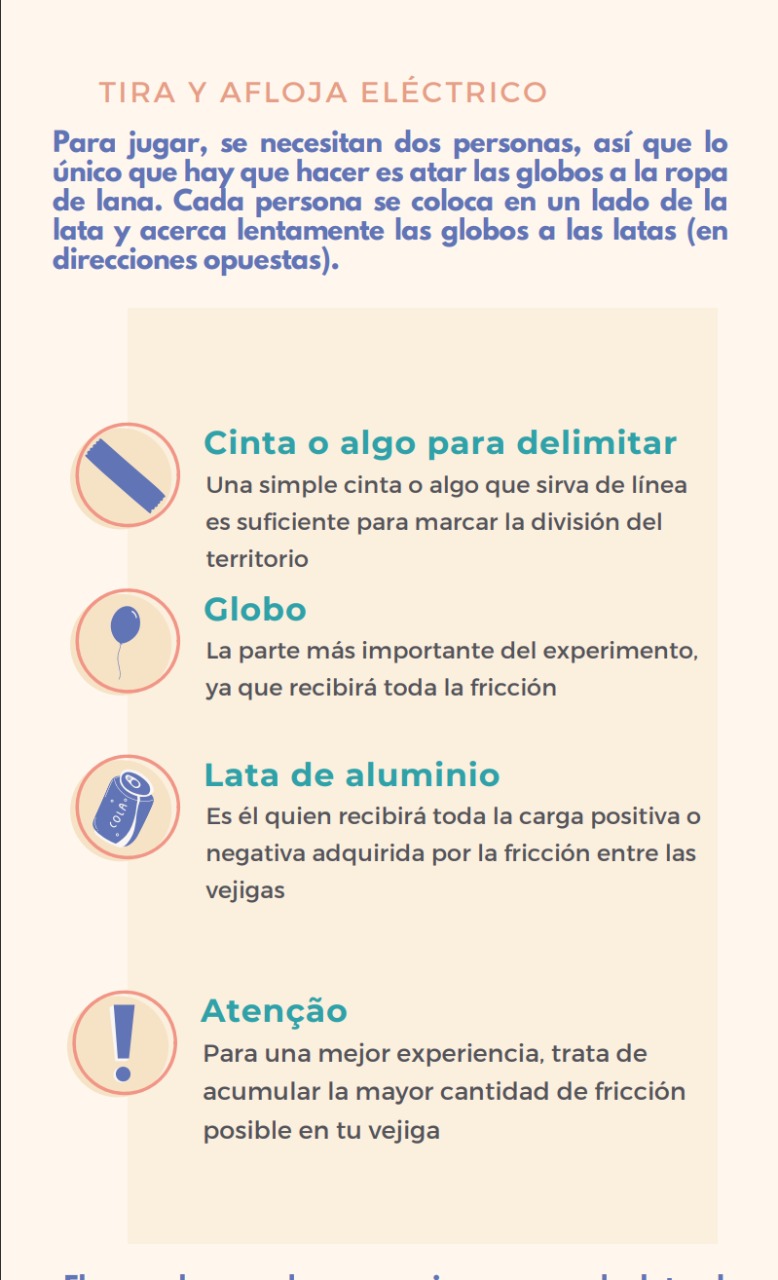 TIRA Y AFLOJA ELÉCTRICO
Para jugar, se necesitan dos personas, así que lo
único que hay que hacer es atar las globos a la ropa
de lana. Cada persona se coloca en un lado de la
lata y acerca lentamente las globos a las latas (en
direcciones opuestas).
Cinta o algo para delimitar
Una simple cinta o algo que sirva de línea
es suficiente para marcar la división del
territorio
Globo
La parte más importante del experimento,
ya que recibirá toda la fricción
Lata de aluminio
Es él quien recibirá toda la carga positiva o
negativa adquirida por la fricción entre las
vejigas
COLA
Atenção
Para una mejor experiencia, trata de
acumular la mayor cantidad de fricción
posible en tu vejiga